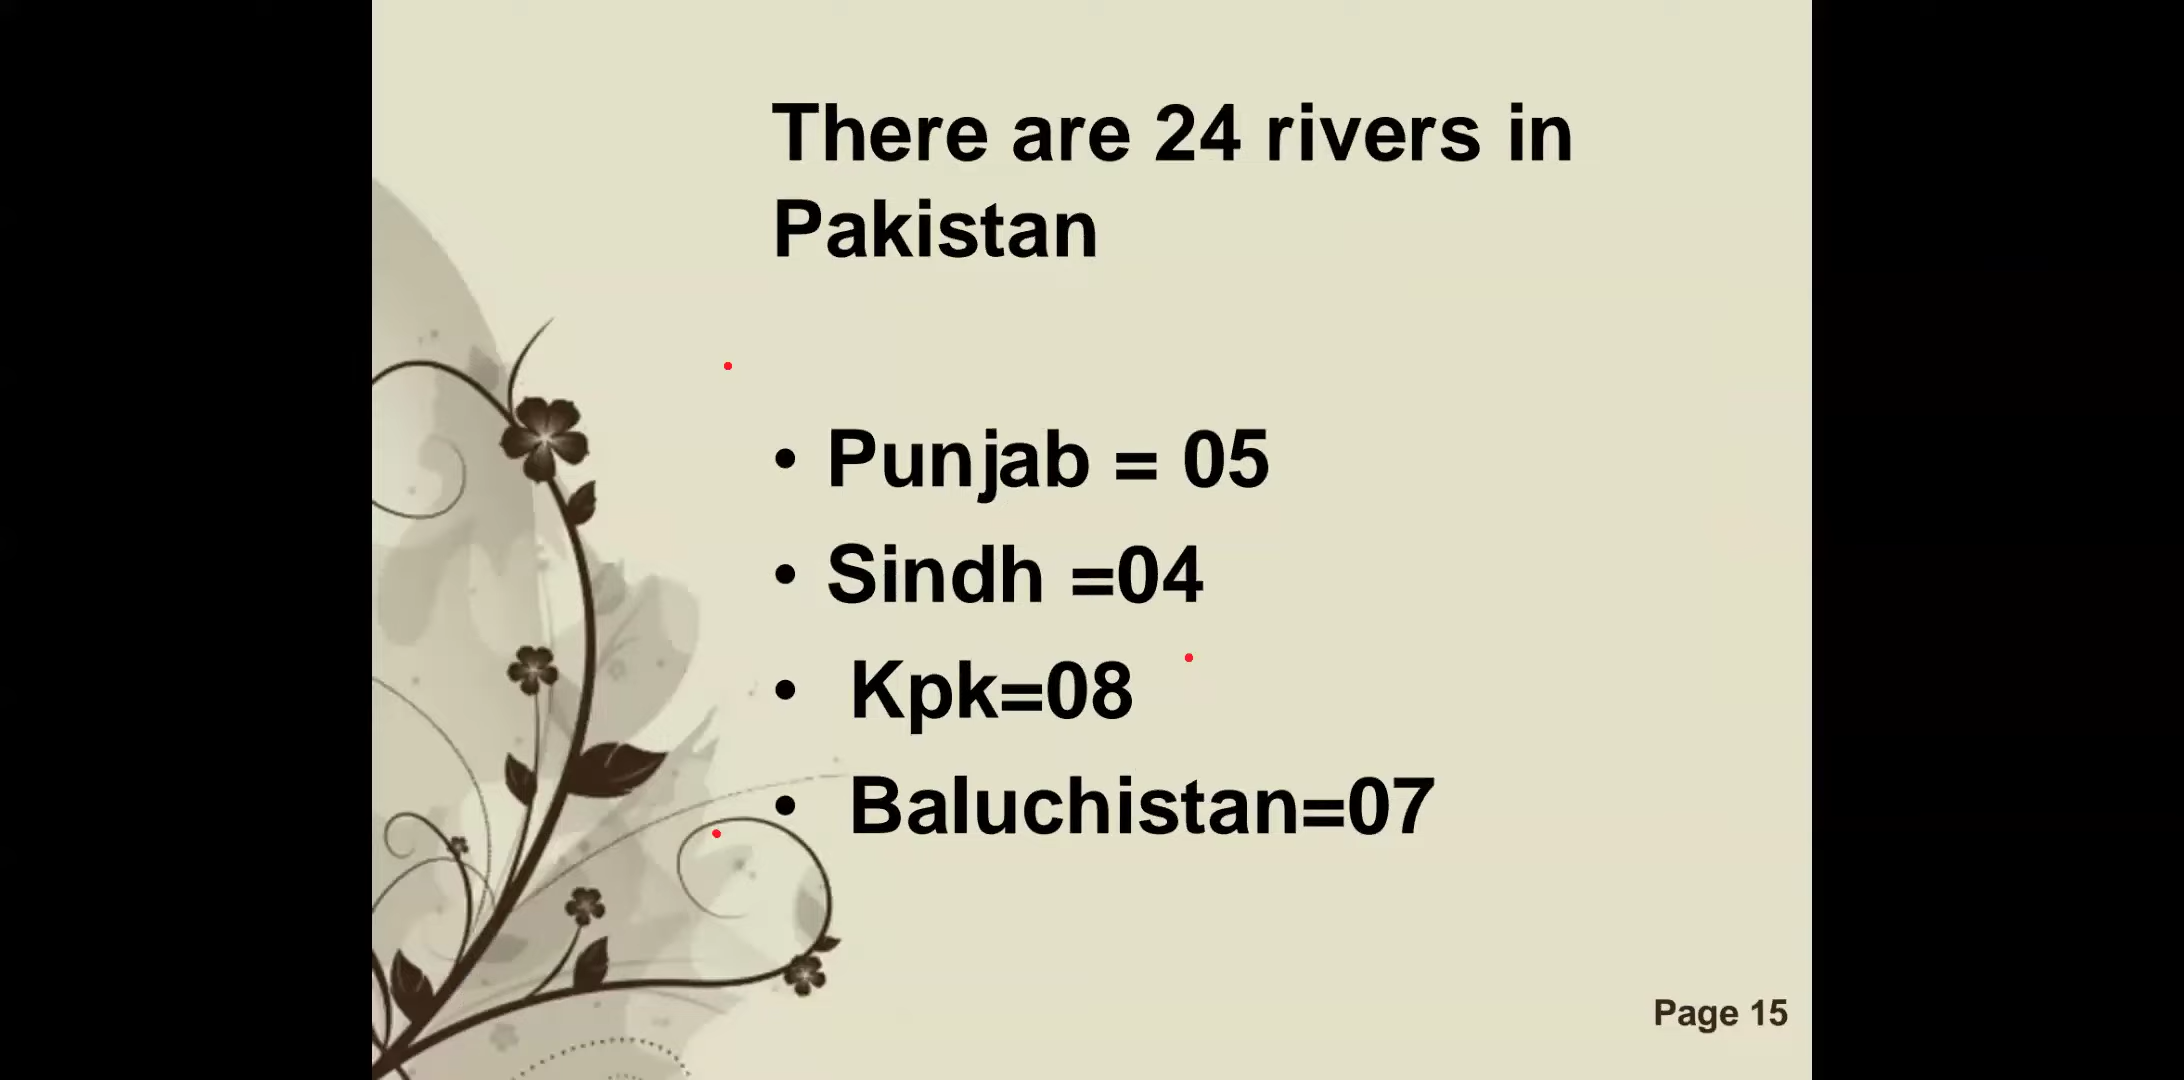 There are 24 rivers in
Pakistan
• Punjab = 05
• Sindh =04
• Kpk=08
• Baluchistan=07
Page 15